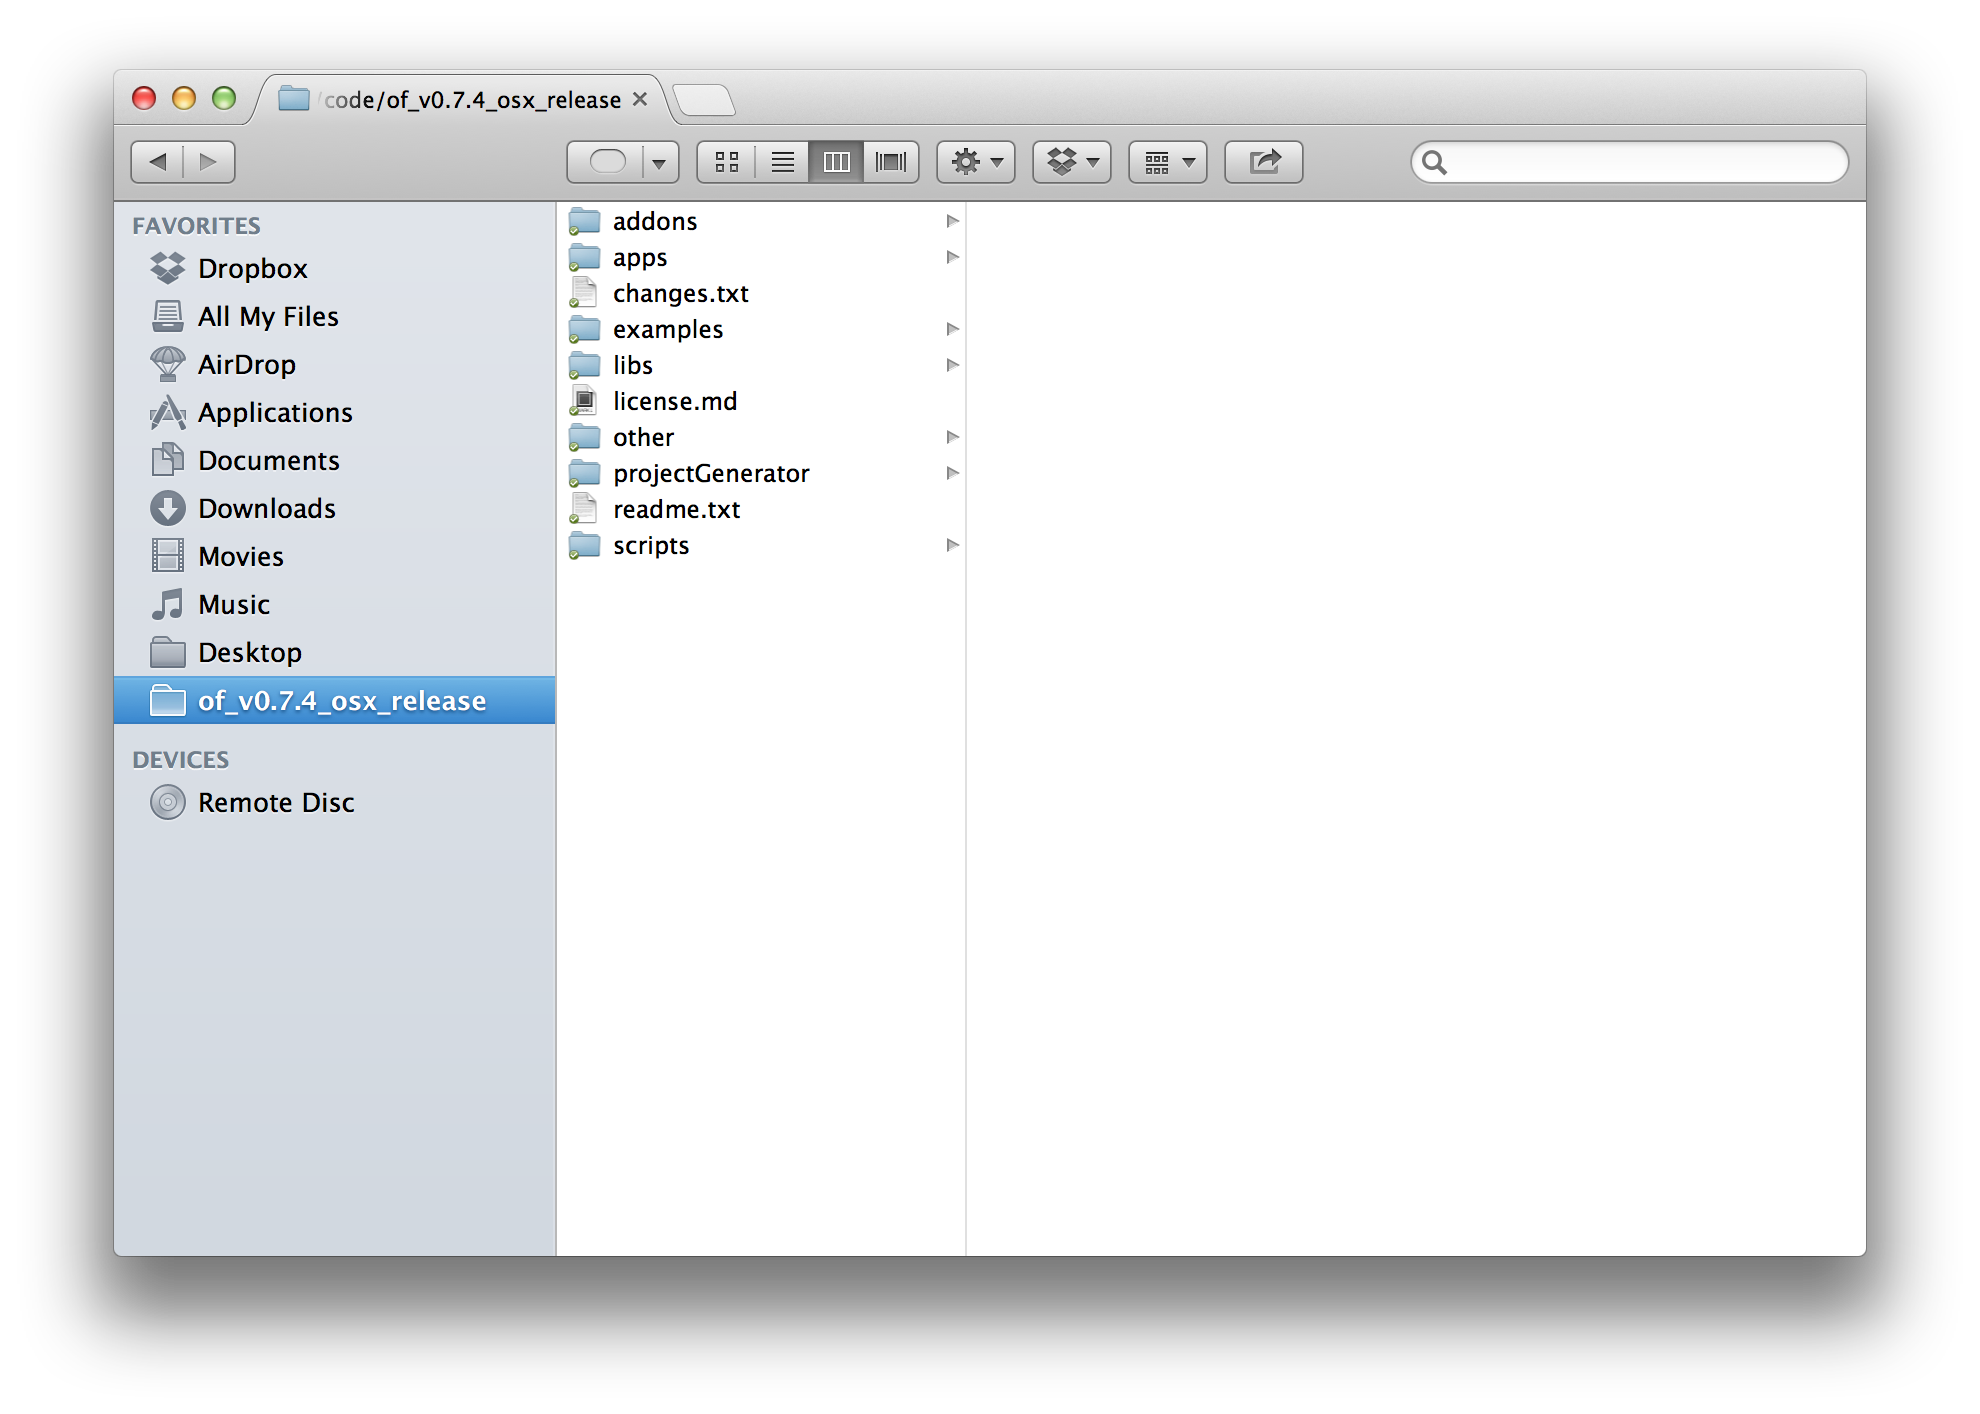 /code/of_v0.7.4_osx_release
FAVORITES
Dropbox
All My Files
AirDrop
Applications
Documents
Downloads
Movies
Music
Desktop
of_v0.7.4_osx_release
DEVICES
Remote Disc
addons
apps
changes.txt
examples
libs
license.md
other
projectGenerator
readme.txt
scripts